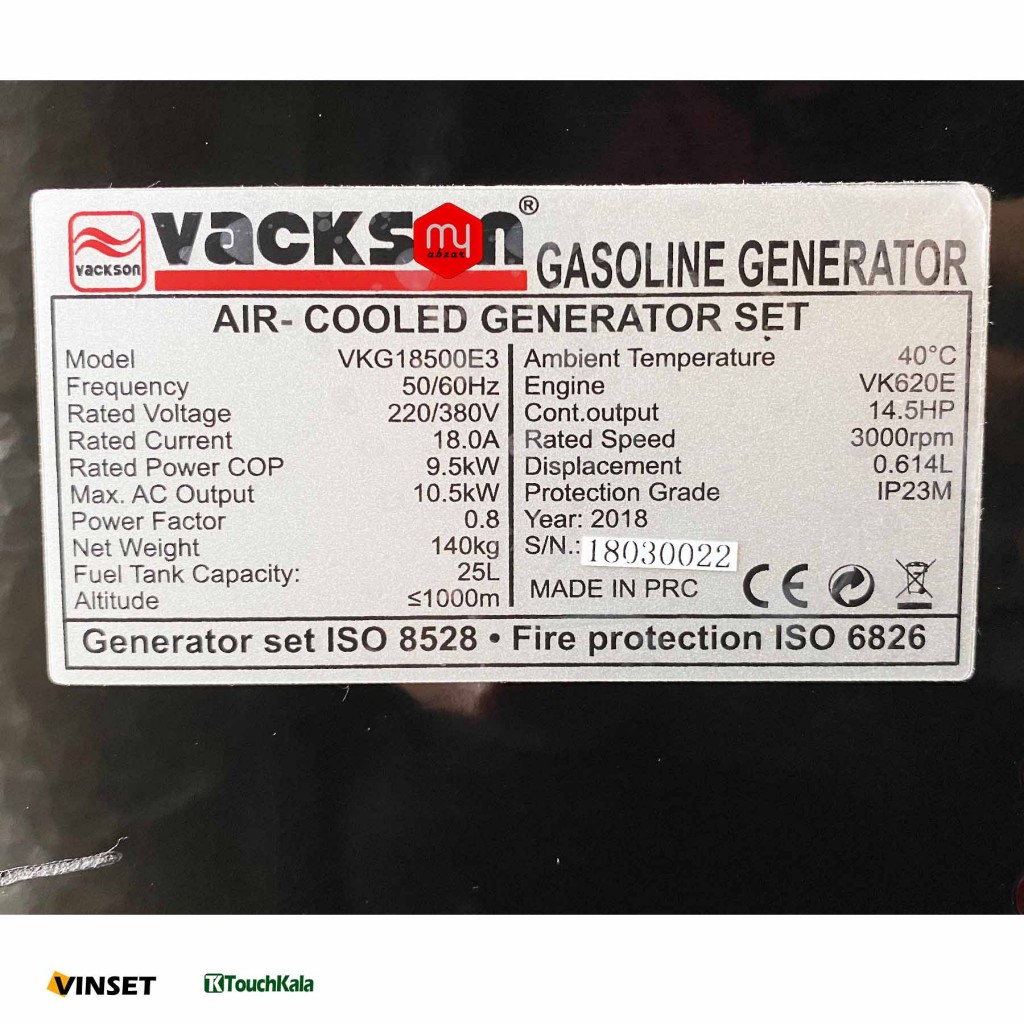 vackson vackson® my abzar GASOLINE GENERATOR
AIR- COOLED GENERATOR SET
Model VKG18500E3
Frequency 50/60Hz
Rated Voltage 220/380V
Rated Current 18.0A
Rated Power COP 9.5kW
Max. AC Output 10.5kW
Power Factor 0.8
Net Weight 140kg
Fuel Tank Capacity: 25L
Altitude ≤1000m
Ambient Temperature 40°C
Engine VK620E
Cont.output 14.5HP
Rated Speed 3000rpm
Displacement 0.614L
Protection Grade IP23M
Year: 2018
S/N.: 18030022
MADE IN PRC CE
Generator set ISO 8528 • Fire protection ISO 6826
VINSET TK TouchKala